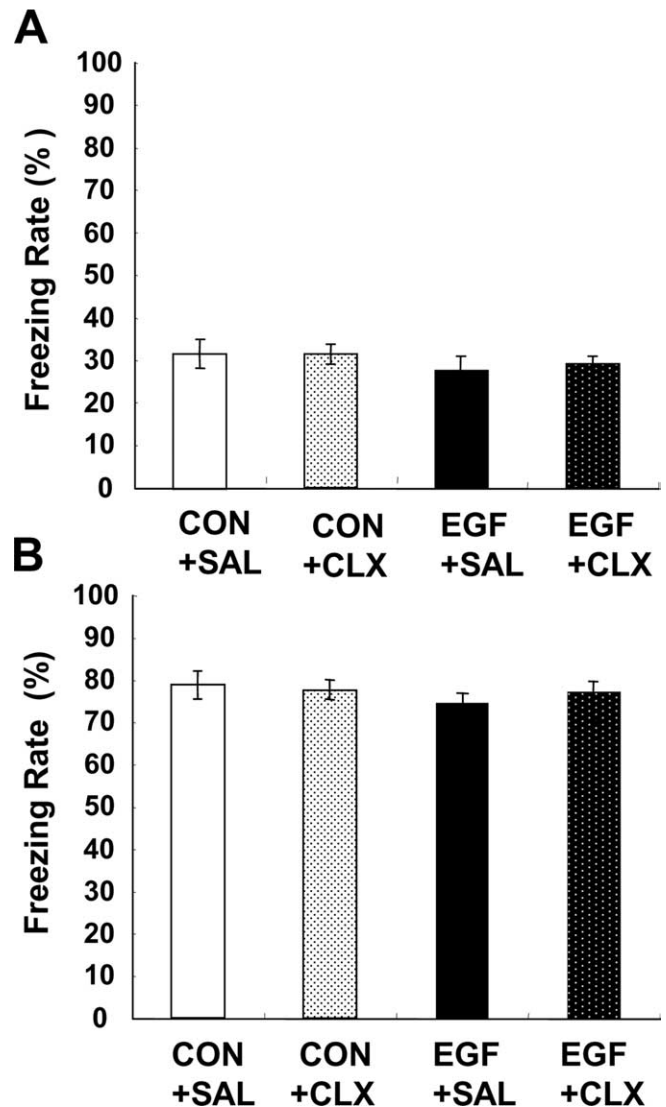 A
Freezing Rate (% )
100
90
80
70
60
50
40
30
20
10
0
CON CON EGF EGF
+SAL +CLX +SAL +CLX
B
Freezing Rate (%)
100
90
80
70
60
50
40
30
20
10
0
CON CON EGF EGF
+SAL +CLX +SAL +CLX